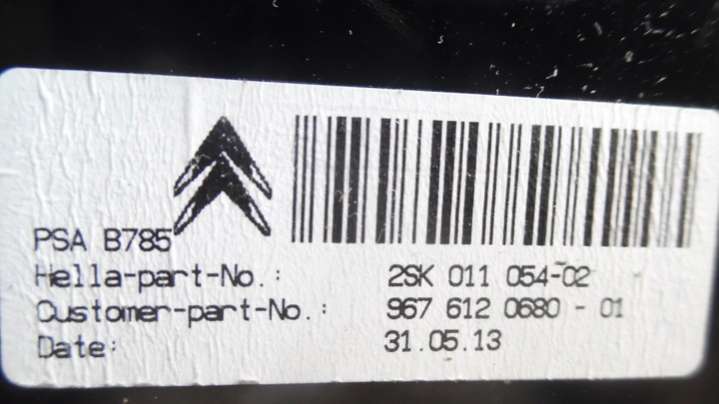 PSA B785
Hella-part-No.: 2SK 011 054-02
Customer-part-No.: 967 612 0680 - 01
Date: 31.05.13